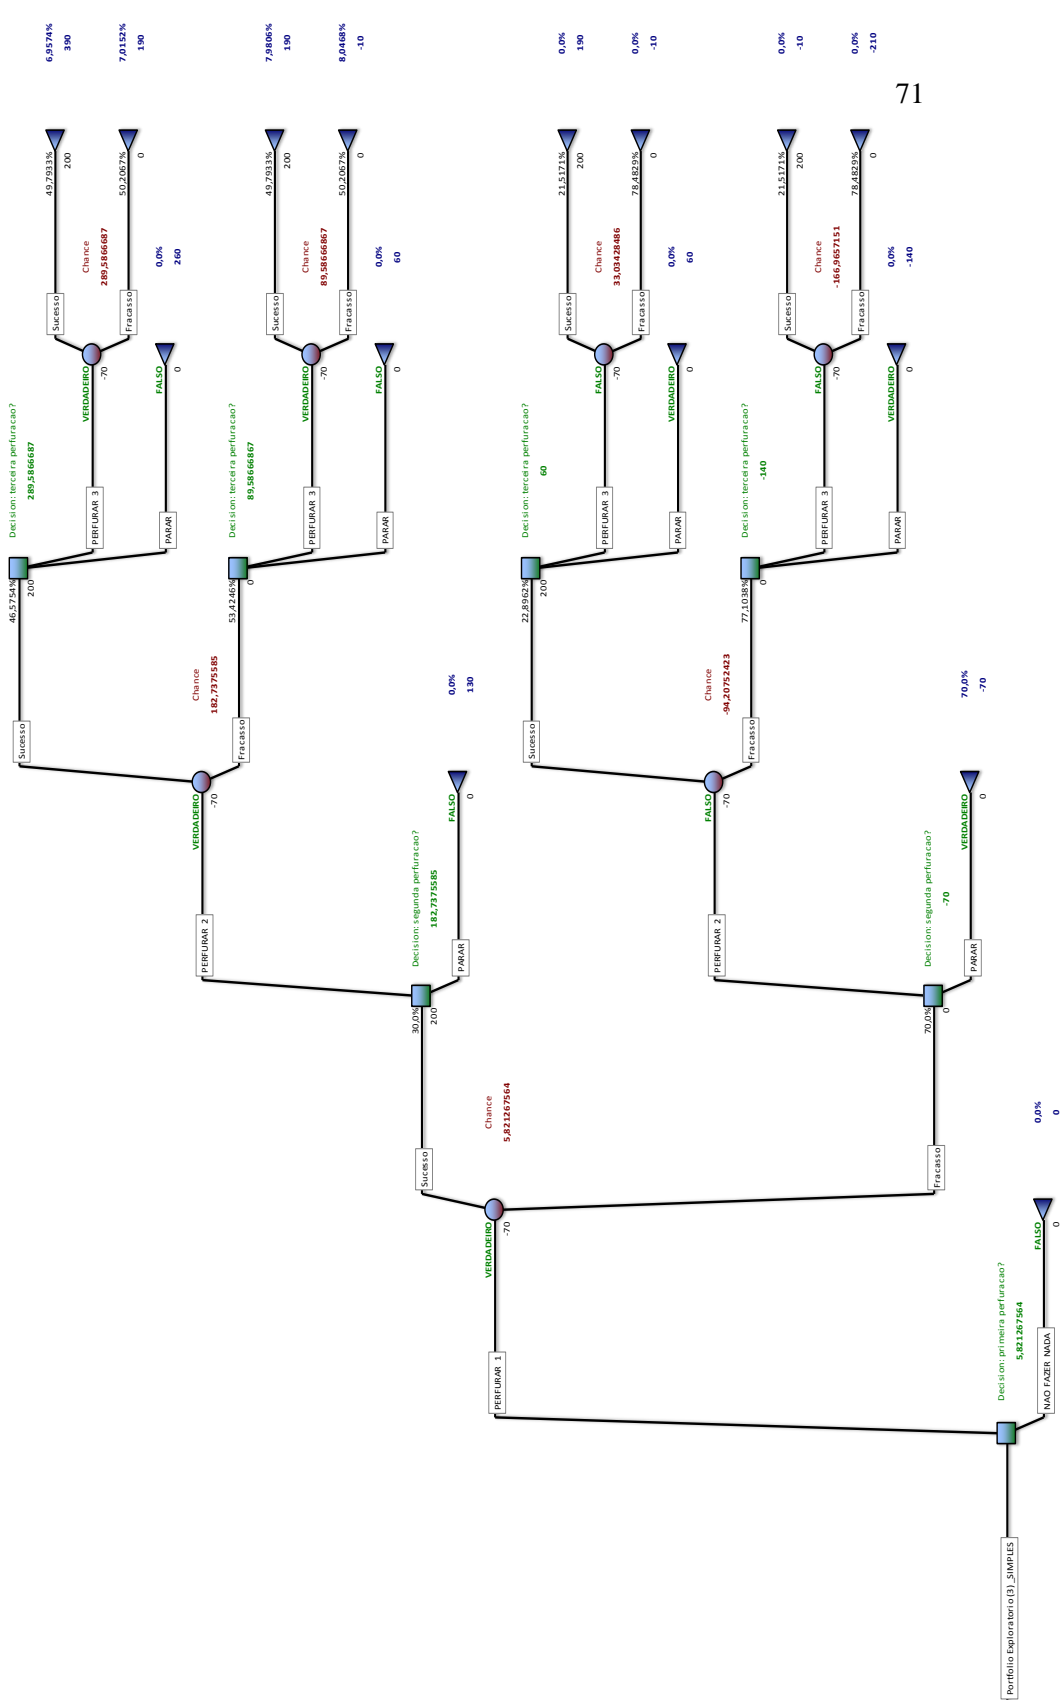 71
Portfolio Exploratorio (3)_SIMPLES
Decision: primeira perfuracao?
5,821267564
PERFURAR 1
VERDADEIRO
-70
Chance
5,821267564
NAO FAZER NADA
FALSO
0
0,0%
0
Sucesso
30,0%
200
Decision: segunda perfuracao?
182,7375585
PERFURAR 2
VERDADEIRO
-70
Chance
182,7375585
PARAR
FALSO
0
0,0%
130
Sucesso
46,5754%
200
Decision: terceira perfuracao?
289,5866687
PERFURAR 3
VERDADEIRO
-70
Chance
289,5866687
Sucesso
49,7933%
200
6,9574%
390
Fracasso
50,2067%
0
7,0152%
190
PARAR
FALSO
0
0,0%
260
Fracasso
53,4246%
0
Decision: terceira perfuracao?
89,58666867
PERFURAR 3
VERDADEIRO
-70
Chance
89,58666867
Sucesso
49,7933%
200
7,9806%
190
Fracasso
50,2067%
0
8,0468%
-10
PARAR
FALSO
0
0,0%
60
Fracasso
70,0%
0
Decision: segunda perfuracao?
-70
PERFURAR 2
FALSO
-70
Chance
-94,20752423
PARAR
VERDADEIRO
0
70,0%
-70
Sucesso
22,8962%
200
Decision: terceira perfuracao?
60
PERFURAR 3
FALSO
-70
Chance
33,03428486
Sucesso
21,5171%
200
0,0%
190
Fracasso
78,4829%
0
0,0%
-10
PARAR
VERDADEIRO
0
0,0%
60
Fracasso
77,1038%
0
Decision: terceira perfuracao?
-140
PERFURAR 3
FALSO
-70
Chance
-166,9657151
Sucesso
21,5171%
200
0,0%
-10
Fracasso
78,4829%
0
0,0%
-210
PARAR
VERDADEIRO
0
0,0%
-140